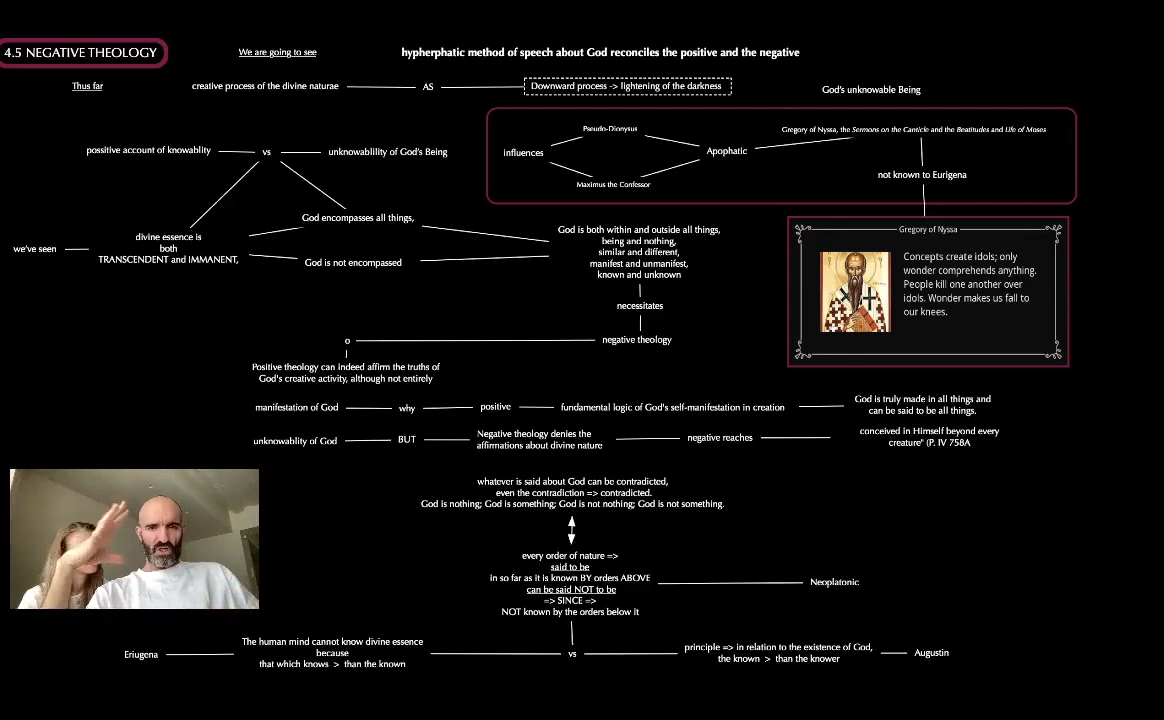 4.5 NEGATIVE THEOLOGY
We are going to see
hypherphatic method of speech about God reconciles the positive and the negative
Thus far
creative process of the divine naturae
AS
Downward process -> lightening of the darkness
God's unknowable Being
Pseudo-Dionysus
influences
Apophatic
Maximus the Confessor
Gregory of Nyssa, the Sermons on the Canticle and the Beatitudes and Life of Moses
not known to Eurigena
possitive account of knowablity
vs
unknowablility of God's Being
we've seen
divine essence is
both
TRANSCENDENT and IMMANENT,
God encompasses all things,
God is not encompassed
God is both within and outside all things,
being and nothing,
similar and different,
manifest and unmanifest,
known and unknown
Gregory of Nyssa
Concepts create idols; only
wonder comprehends anything.
People kill one another over
idols. Wonder makes us fall to
our knees.
necessitates
negative theology
o
Positive theology can indeed affirm the truths of
God's creative activity, although not entirely
manifestation of God
why
positive
fundamental logic of God's self-manifestation in creation
God is truly made in all things and
can be said to be all things.
unknowablity of God
BUT
Negative theology denies the
affirmations about divine nature
negative reaches
conceived in Himself beyond every
creature" (P. IV 758A
whatever is said about God can be contradicted,
even the contradiction => contradicted.
God is nothing; God is something; God is not nothing; God is not something.
every order of nature =>
said to be
in so far as it is known BY orders ABOVE
can be said NOT to be
=> SINCE =>
NOT known by the orders below it
Neoplatonic
Eriugena
The human mind cannot know divine essence
because
that which knows > than the known
vs
principle => in relation to the existence of God,
the known > than the knower
Augustin